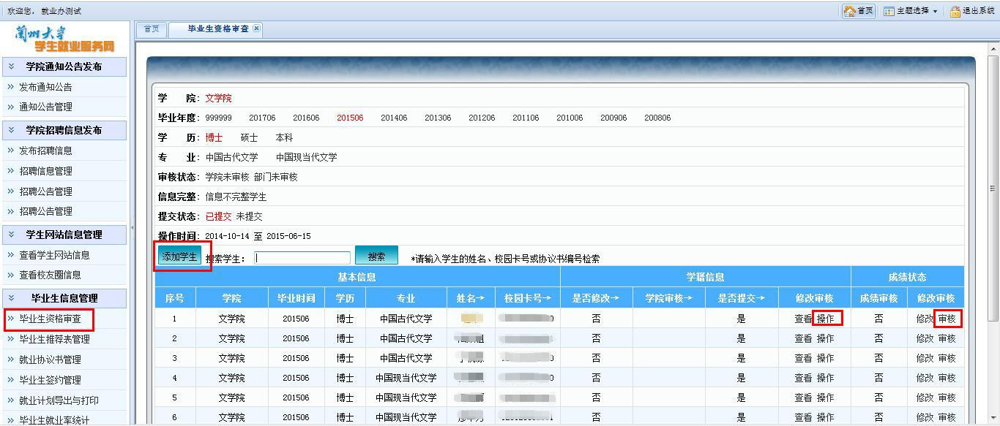 欢迎您, 就业办测试
首页 主题选择 退出系统
兰州大学
学生就业服务网
首页 毕业生资格审查
学院通知公告发布
发布通知公告
通知公告管理
学院招聘信息发布
发布招聘信息
招聘信息管理
招聘公告管理
招聘公告管理
学生网站信息管理
查看学生网站信息
查看校友圈信息
毕业生信息管理
毕业生资格审查
毕业生推荐表管理
就业协议书管理
毕业生签约管理
就业计划导出与打印
毕业生就业率统计
学 院: 文学院
毕业年度: 999999 201706 201606 201506 201406 201306 201206 201106 201006 200906 200806
学 历: 博士 硕士 本科
专 业: 中国古代文学 中国现当代文学
审核状态: 学院未审核 部门未审核
信息完整: 信息不完整学生
提交状态: 已提交 未提交
操作时间: 2014-10-14 至 2015-06-15
添加学生 搜索学生: 搜索 *请输入学生的姓名、校园卡号或协议书编号检索
基本信息 学籍信息 成绩状态
序号 学院 毕业时间 学历 专业 姓名→ 校园卡号→ 是否修改→ 学院审核→ 是否提交→ 修改审核 成绩审核 修改审核
1 文学院 201506 博士 中国古代文学 否 是 查看 操作 否 修改 审核
2 文学院 201506 博士 中国古代文学 否 是 查看 操作 否 修改 审核
3 文学院 201506 博士 中国古代文学 否 是 查看 操作 否 修改 审核
4 文学院 201506 博士 中国现当代文学 否 是 查看 操作 否 修改 审核
5 文学院 201506 博士 中国现当代文学 否 是 查看 操作 否 修改 审核
6 文学院 201506 博士 中国现当代文学 否 是 查看 操作 否 修改 审核